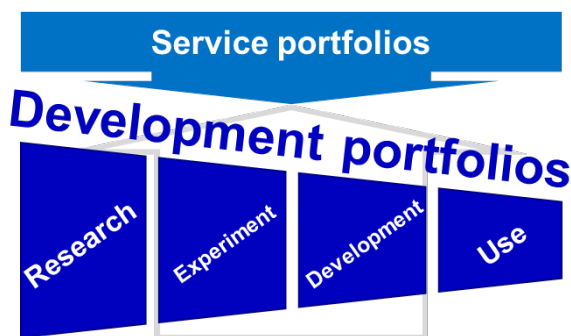 Service portfolios
Development portfolios
Research
Experiment
Development
Use